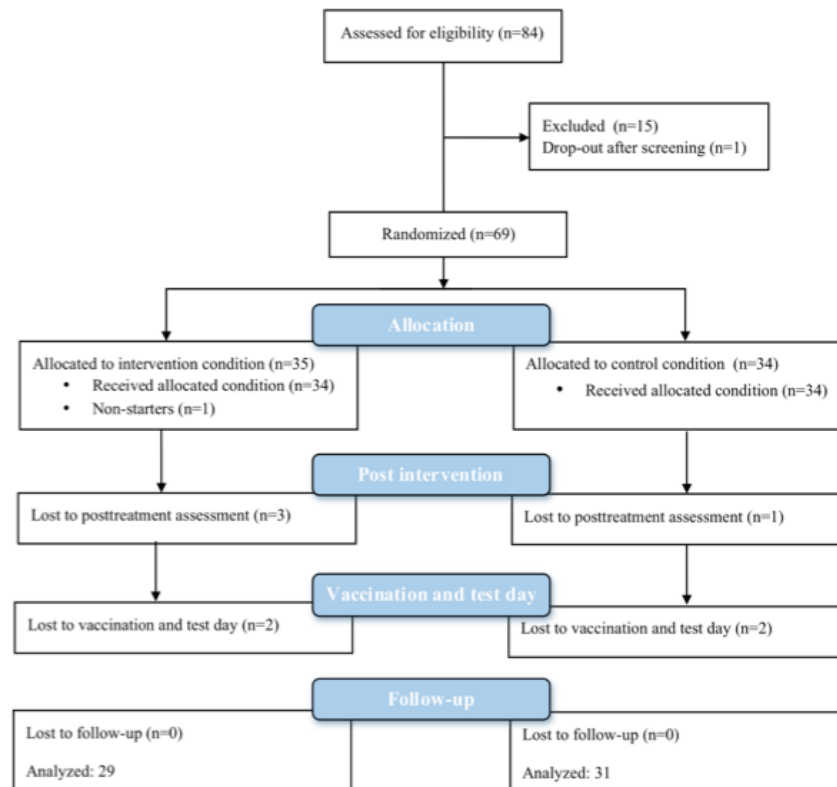 Assessed for eligibility (n=84)
Excluded (n=15)
Drop-out after screening (n=1)
Randomized (n=69)
Allocation
Allocated to intervention condition (n=35)
• Received allocated condition (n=34)
• Non-starters (n=1)
Allocated to control condition (n=34)
• Received allocated condition (n=34)
Post intervention
Lost to posttreatment assessment (n=3)
Lost to posttreatment assessment (n=1)
Vaccination and test day
Lost to vaccination and test day (n=2)
Lost to vaccination and test day (n=2)
Follow-up
Lost to follow-up (n=0)
Analyzed: 29
Lost to follow-up (n=0)
Analyzed: 31